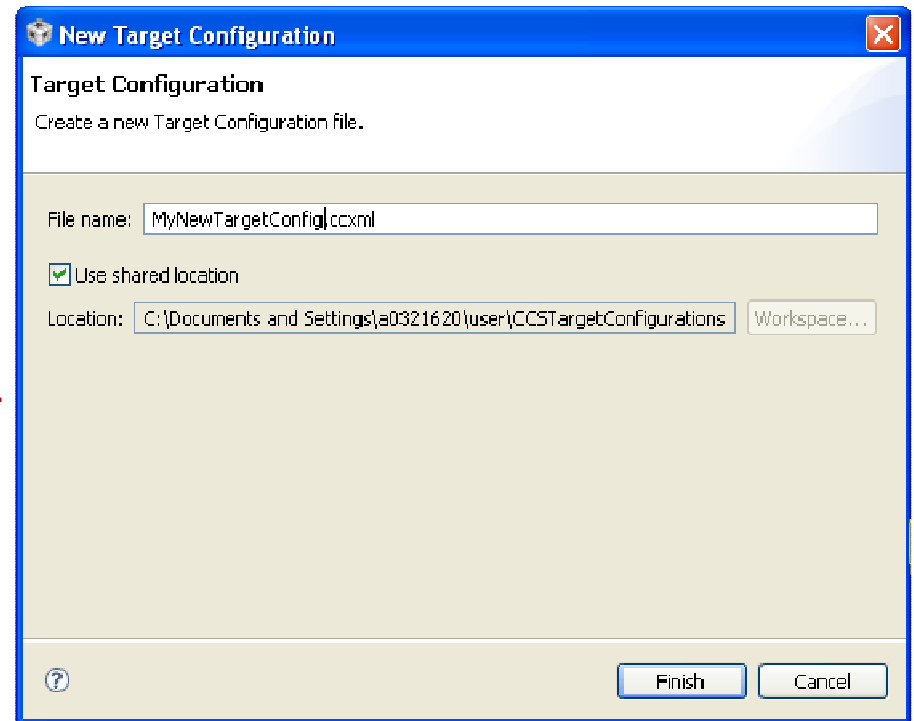 New Target Configuration
Target Configuration
Create a new Target Configuration file.
File name: MyNewTargetConfig.ccxml
Use shared location
Location: C:\Documents and Settings\a0321620\user\CCSTargetConfigurations Workspace...
Finish Cancel